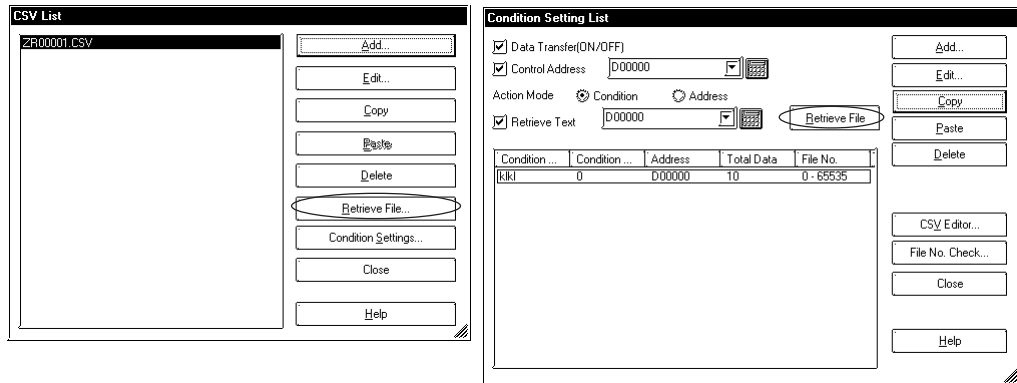 CSV List
ZR00001.CSV
Add...
Edit...
Copy
Paste
Delete
Retrieve File...
Condition Settings...
Close
Help
Condition Setting List
Data Transfer(ON/OFF)
Control Address D00000
Action Mode Condition Address
Retrieve Text D00000 Retrieve File
Condition ... Condition ... Address Total Data File No.
klkl 0 D00000 10 0 - 65535
Add...
Edit...
Copy
Paste
Delete
CSV Editor...
File No. Check...
Close
Help